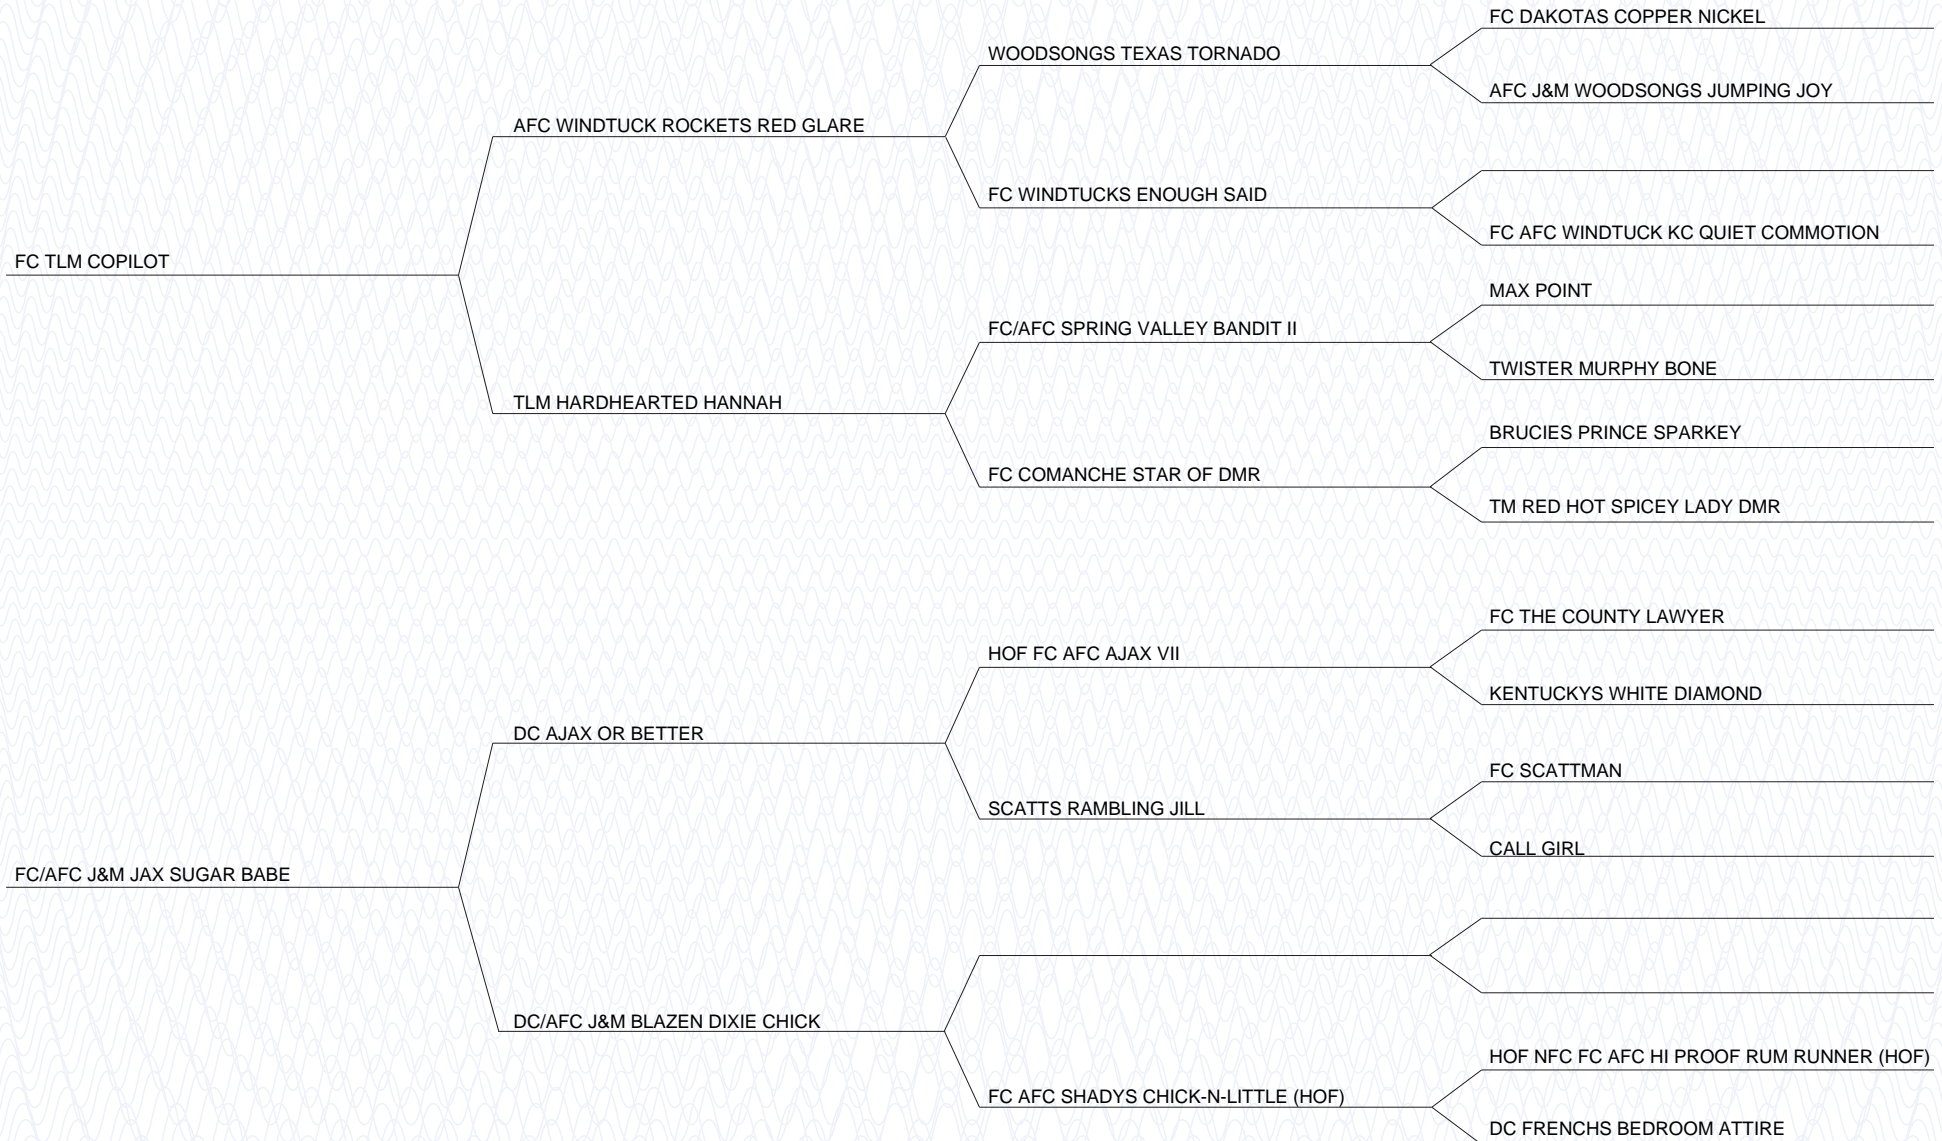 FC TLM COPILOT
AFC WINDTUCK ROCKETS RED GLARE
WOODSONGS TEXAS TORNADO
FC DAKOTAS COPPER NICKEL
AFC J&M WOODSONGS JUMPING JOY
FC WINDTUCKS ENOUGH SAID
FC AFC WINDTUCK KC QUIET COMMOTION
TLM HARDHEARTED HANNAH
FC/AFC SPRING VALLEY BANDIT II
MAX POINT
TWISTER MURPHY BONE
FC COMANCHE STAR OF DMR
BRUCIES PRINCE SPARKEY
TM RED HOT SPICEY LADY DMR
FC/AFC J&M JAX SUGAR BABE
DC AJAX OR BETTER
HOF FC AFC AJAX VII
FC THE COUNTY LAWYER
KENTUCKYS WHITE DIAMOND
SCATTS RAMBLING JILL
FC SCATTMAN
CALL GIRL
DC/AFC J&M BLAZEN DIXIE CHICK
FC AFC SHADYS CHICK-N-LITTLE (HOF)
HOF NFC FC AFC HI PROOF RUM RUNNER (HOF)
DC FRENCHS BEDROOM ATTIRE